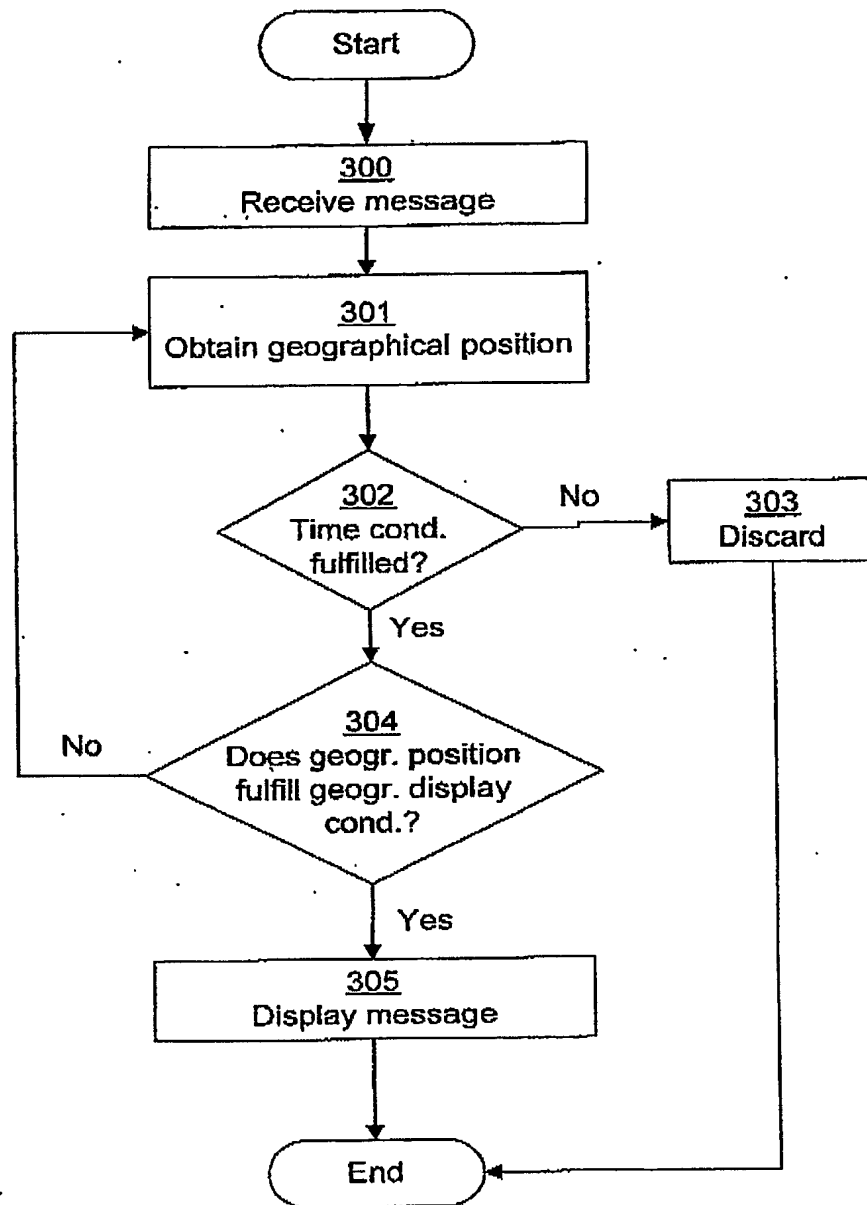 Start
300
Receive message
301
Obtain geographical position
302
Time cond.
fulfilled?
No
303
Discard
Yes
304
Does geogr. position
fulfill geogr. display
cond.?
No
Yes
305
Display message
End